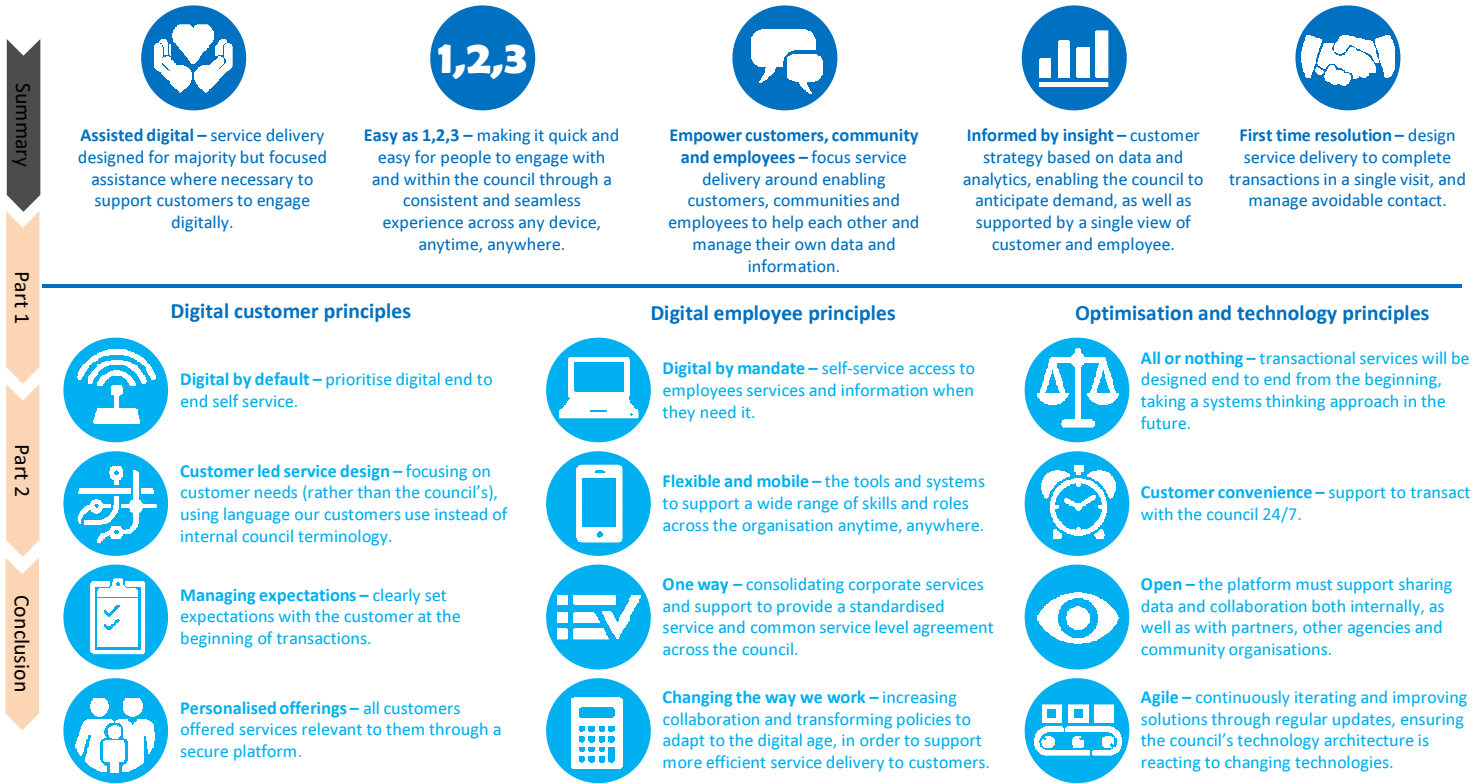 Summary
Part 1
Part 2
Conclusion
1,2,3
Assisted digital – service delivery
designed for majority but focused
assistance where necessary to
support customers to engage
digitally.
Easy as 1,2,3 – making it quick and
easy for people to engage with
and within the council through a
consistent and seamless
experience across any device,
anytime, anywhere.
Empower customers, community
and employees – focus service
delivery around enabling
customers, communities and
employees to help each other and
manage their own data and
information.
Informed by insight – customer
strategy based on data and
analytics, enabling the council to
anticipate demand, as well as
supported by a single view of
customer and employee.
First time resolution – design
service delivery to complete
transactions in a single visit, and
manage avoidable contact.
Digital customer principles
Digital by default – prioritise digital end to
end self service.
Customer led service design – focusing on
customer needs (rather than the council’s),
using language our customers use instead of
internal council terminology.
Managing expectations – clearly set
expectations with the customer at the
beginning of transactions.
Personalised offerings – all customers
offered services relevant to them through a
secure platform.
Digital employee principles
Digital by mandate – self-service access to
employees services and information when
they need it.
Flexible and mobile – the tools and systems
to support a wide range of skills and roles
across the organisation anytime, anywhere.
One way – consolidating corporate services
and support to provide a standardised
service and common service level agreement
across the council.
Changing the way we work – increasing
collaboration and transforming policies to
adapt to the digital age, in order to support
more efficient service delivery to customers.
Optimisation and technology principles
All or nothing – transactional services will be
designed end to end from the beginning,
taking a systems thinking approach in the
future.
Customer convenience – support to transact
with the council 24/7.
Open – the platform must support sharing
data and collaboration both internally, as
well as with partners, other agencies and
community organisations.
Agile – continuously iterating and improving
solutions through regular updates, ensuring
the council’s technology architecture is
reacting to changing technologies.